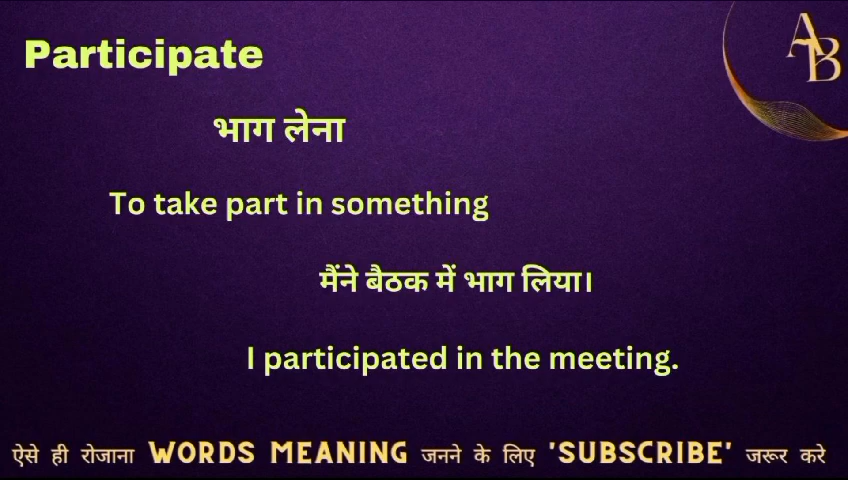 Participate
AB
भाग लेना
To take part in something
मैंने बैठक में भाग लिया।
I participated in the meeting.
ऐसे ही रोजाना WORDS MEANING जनने के लिए 'SUBSCRIBE' जरूर करे